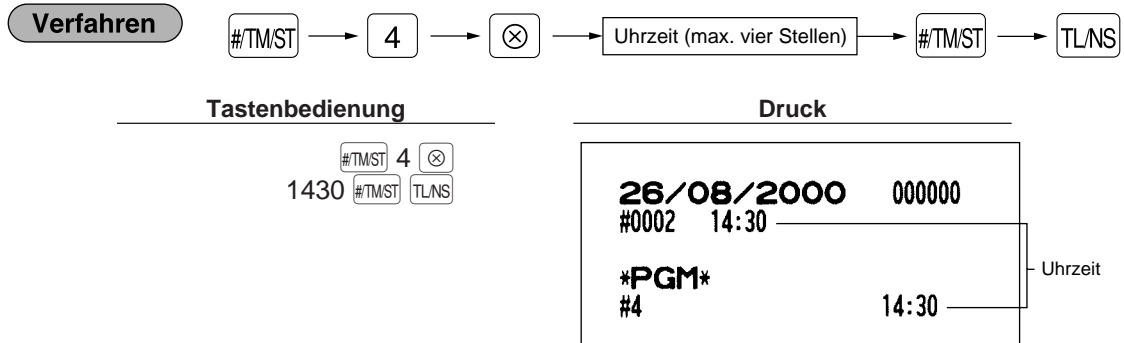 Verfahren
#/TM/ST 4 ⊗ Uhrzeit (max. vier Stellen) #/TM/ST TL/NS
Tastenbedienung Druck
#/TM/ST 4 ⊗
1430 #/TM/ST TL/NS
26/08/2000 000000
#0002 14:30
Uhrzeit
*PGM*
#4 14:30